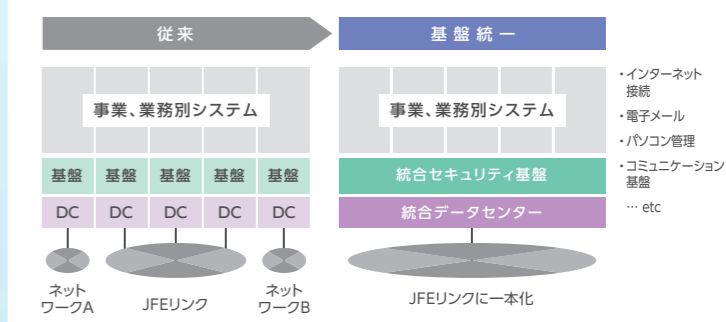 従来
基盤統一
事業、業務別システム
事業、業務別システム
・インターネット
接続
・電子メール
・パソコン管理
・コミュニケーション
基盤
… etc
基盤 基盤 基盤 基盤 基盤
統合セキュリティ基盤
DC DC DC DC DC
統合データセンター
ネット
ワークA
JFEリンク
ネット
ワークB
JFEリンクに一本化